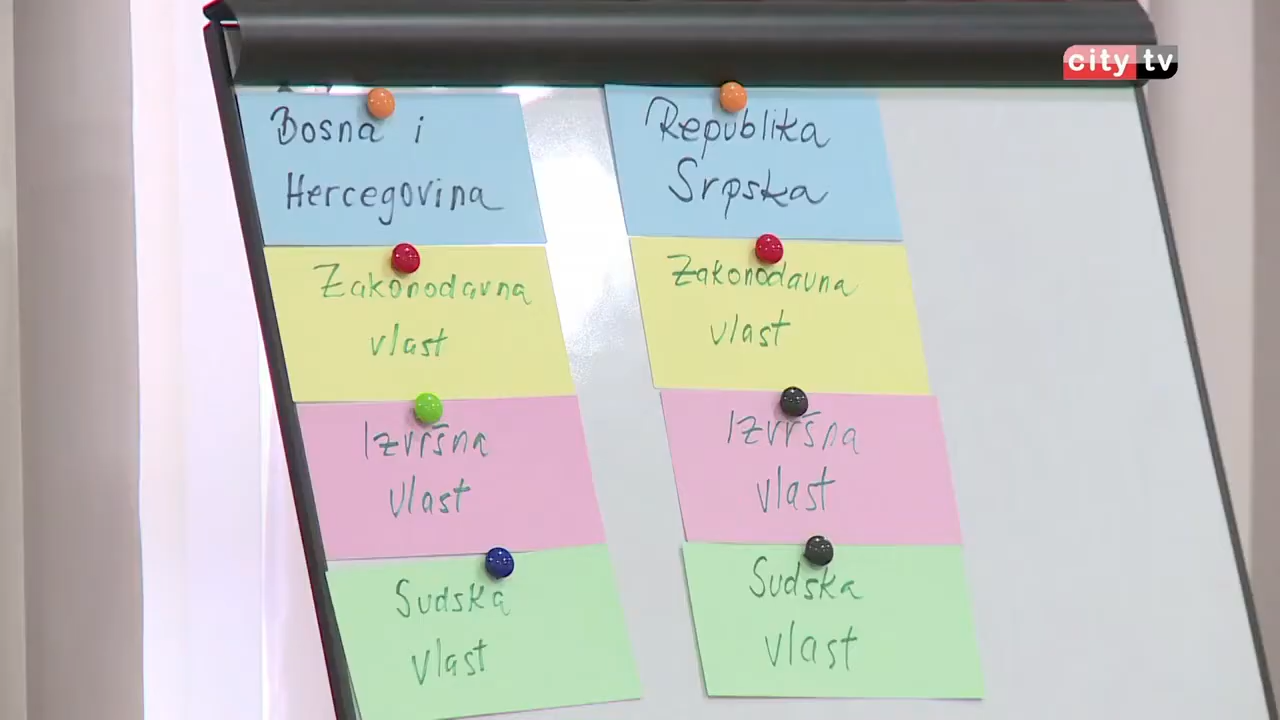 city tv
Bosna i
Hercegovina
Zakonodavna
vlast
Izvršna
vlast
Sudska
vlast
Republika
Srpska
Zakonodavna
vlast
Izvršna
vlast
Sudska
vlast